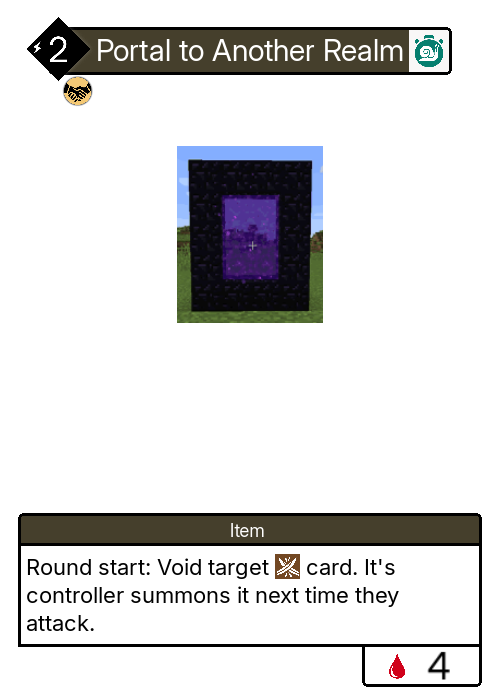 2 Portal to Another Realm
Item
Round start: Void target card. It's
controller summons it next time they
attack.
4